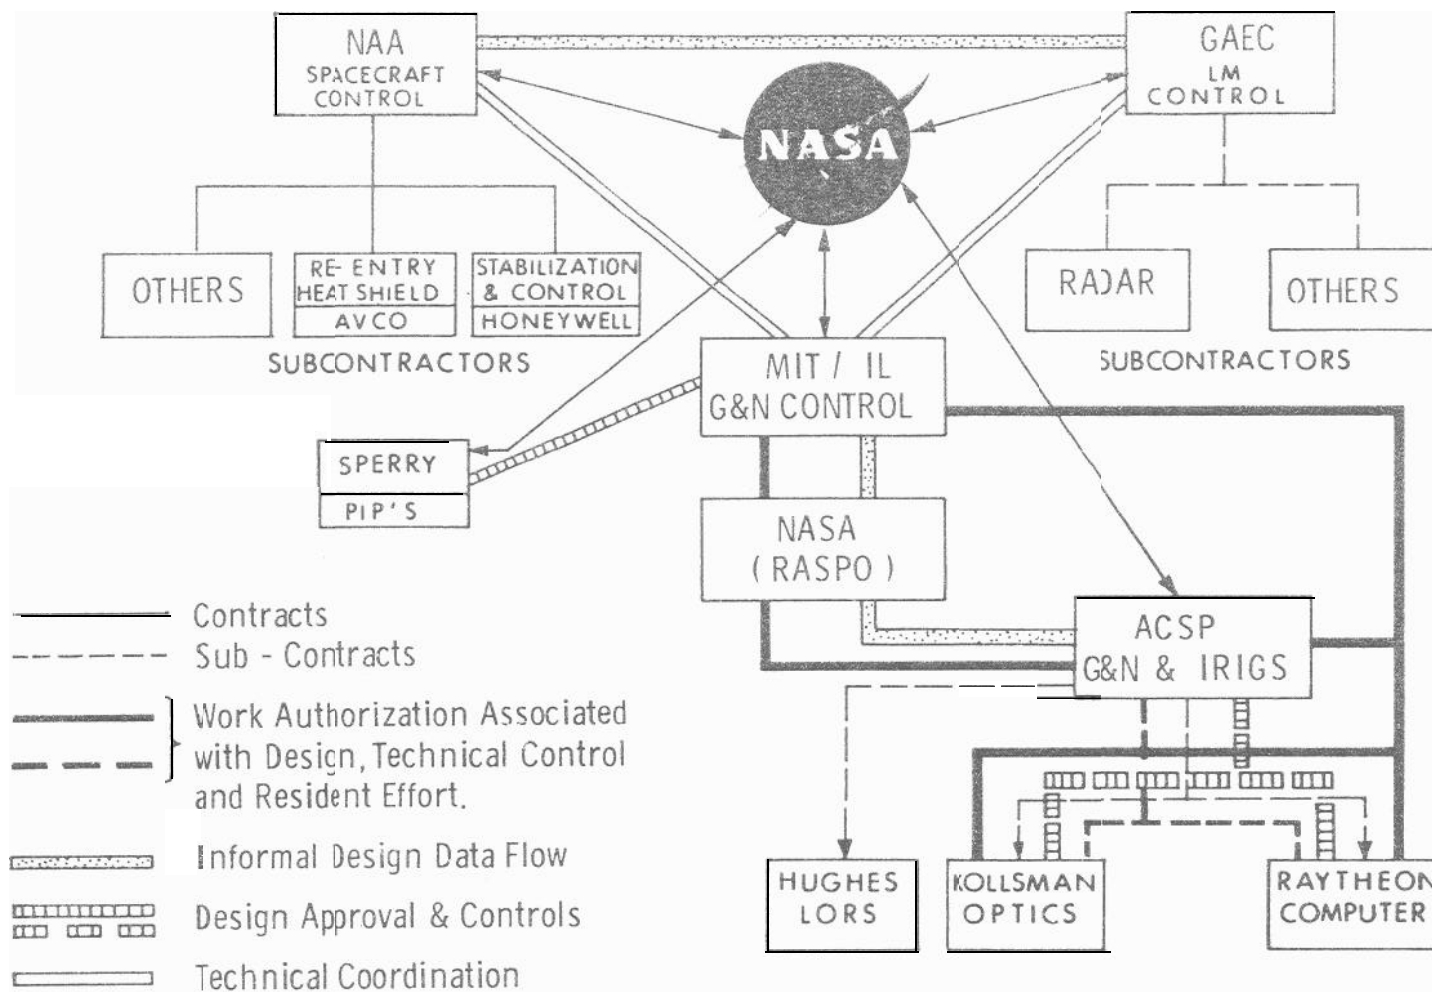 NAA
SPACECRAFT
CONTROL
GAEC
LM
CONTROL
NASA
OTHERS
RE-ENTRY
HEAT SHIELD
AVCO
STABILIZATION
& CONTROL
HONEYWELL
SUBCONTRACTORS
RADAR
OTHERS
SUBCONTRACTORS
MIT / IL
G&N CONTROL
SPERRY
PIP'S
NASA
(RASPO)
ACSP
G&N & IRIGS
HUGHES
LORS
KOLLSMAN
OPTICS
RAYTHEON
COMPUTER
Contracts
Sub - Contracts
Work Authorization Associated
with Design, Technical Control
and Resident Effort.
Informal Design Data Flow
Design Approval & Controls
Technical Coordination